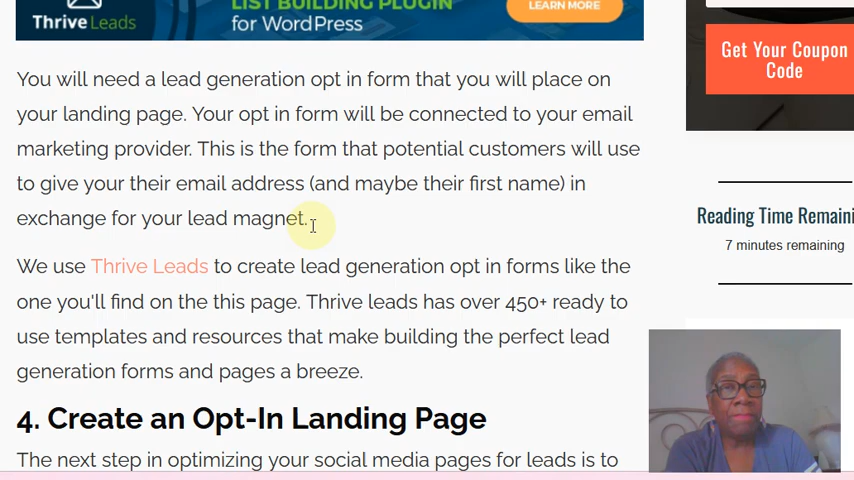 LIST BUILDING PLUGIN
for WordPress
Thrive Leads
LEARN MORE
You will need a lead generation opt in form that you will place on
your landing page. Your opt in form will be connected to your email
marketing provider. This is the form that potential customers will use
to give your their email address (and maybe their first name) in
exchange for your lead magnet.
We use Thrive Leads to create lead generation opt in forms like the
one you'll find on the this page. Thrive leads has over 450+ ready to
use templates and resources that make building the perfect lead
generation forms and pages a breeze.
4. Create an Opt-In Landing Page
The next step in optimizing your social media pages for leads is to
Get Your Coupon
Code
Reading Time Remaini
7 minutes remaining